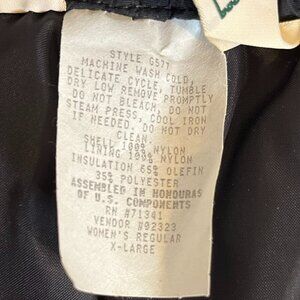 STYLE G571
MACHINE WASH COLD,
DELICATE CYCLE, TUMBLE
DRY LOW REMOVE PROMPTLY
DO NOT BLEACH, DO NOT
STEAM PRESS, COOL IRON
IF NEEDED. DO NOT DRY
CLEAN.
SHELL 100% NYLON
LINING 100% NYLON
INSULATION 65% OLEFIN
35% POLYESTER
ASSEMBLED IN HONDURAS
OF U.S. COMPONENTS
RN #71341
VENDOR #02323
WOMEN'S REGULAR
X-LARGE